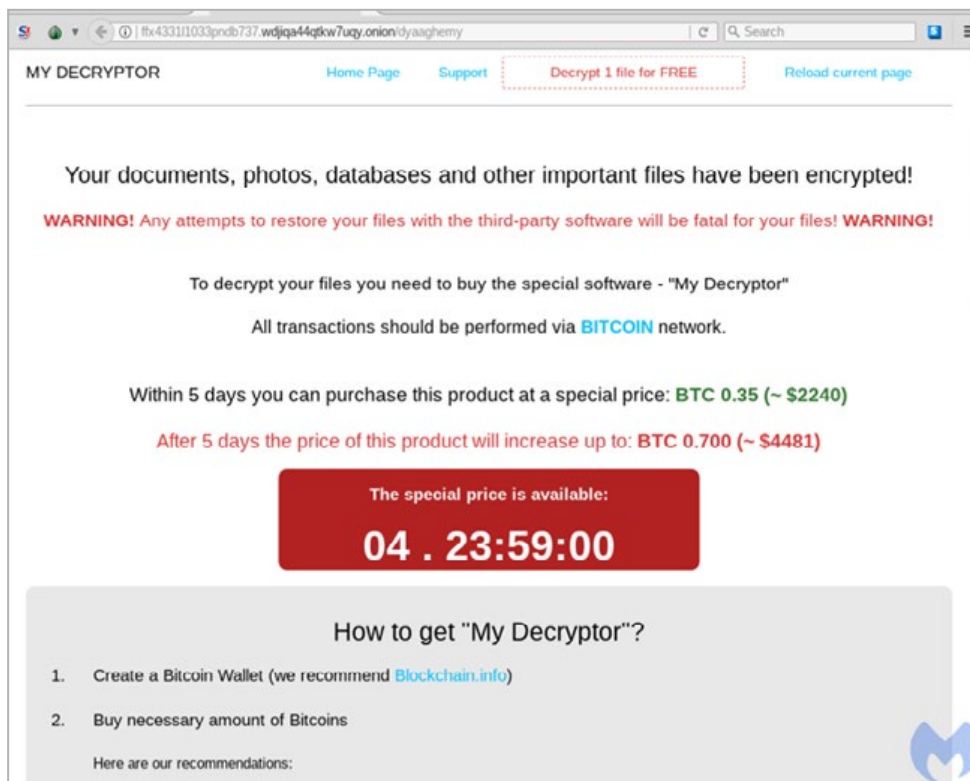 ffx4331l1033pndb737.wdjiqa44qtkw7uqy.onion/dyaaghemy
Search
MY DECRYPTOR
Home Page
Support
Decrypt 1 file for FREE
Reload current page
Your documents, photos, databases and other important files have been encrypted!
WARNING! Any attempts to restore your files with the third-party software will be fatal for your files! WARNING!
To decrypt your files you need to buy the special software - "My Decryptor"
All transactions should be performed via BITCOIN network.
Within 5 days you can purchase this product at a special price: BTC 0.35 (~ $2240)
After 5 days the price of this product will increase up to: BTC 0.700 (~ $4481)
The special price is available:
04 . 23:59:00
How to get "My Decryptor"?
1. Create a Bitcoin Wallet (we recommend Blockchain.info)
2. Buy necessary amount of Bitcoins
Here are our recommendations: